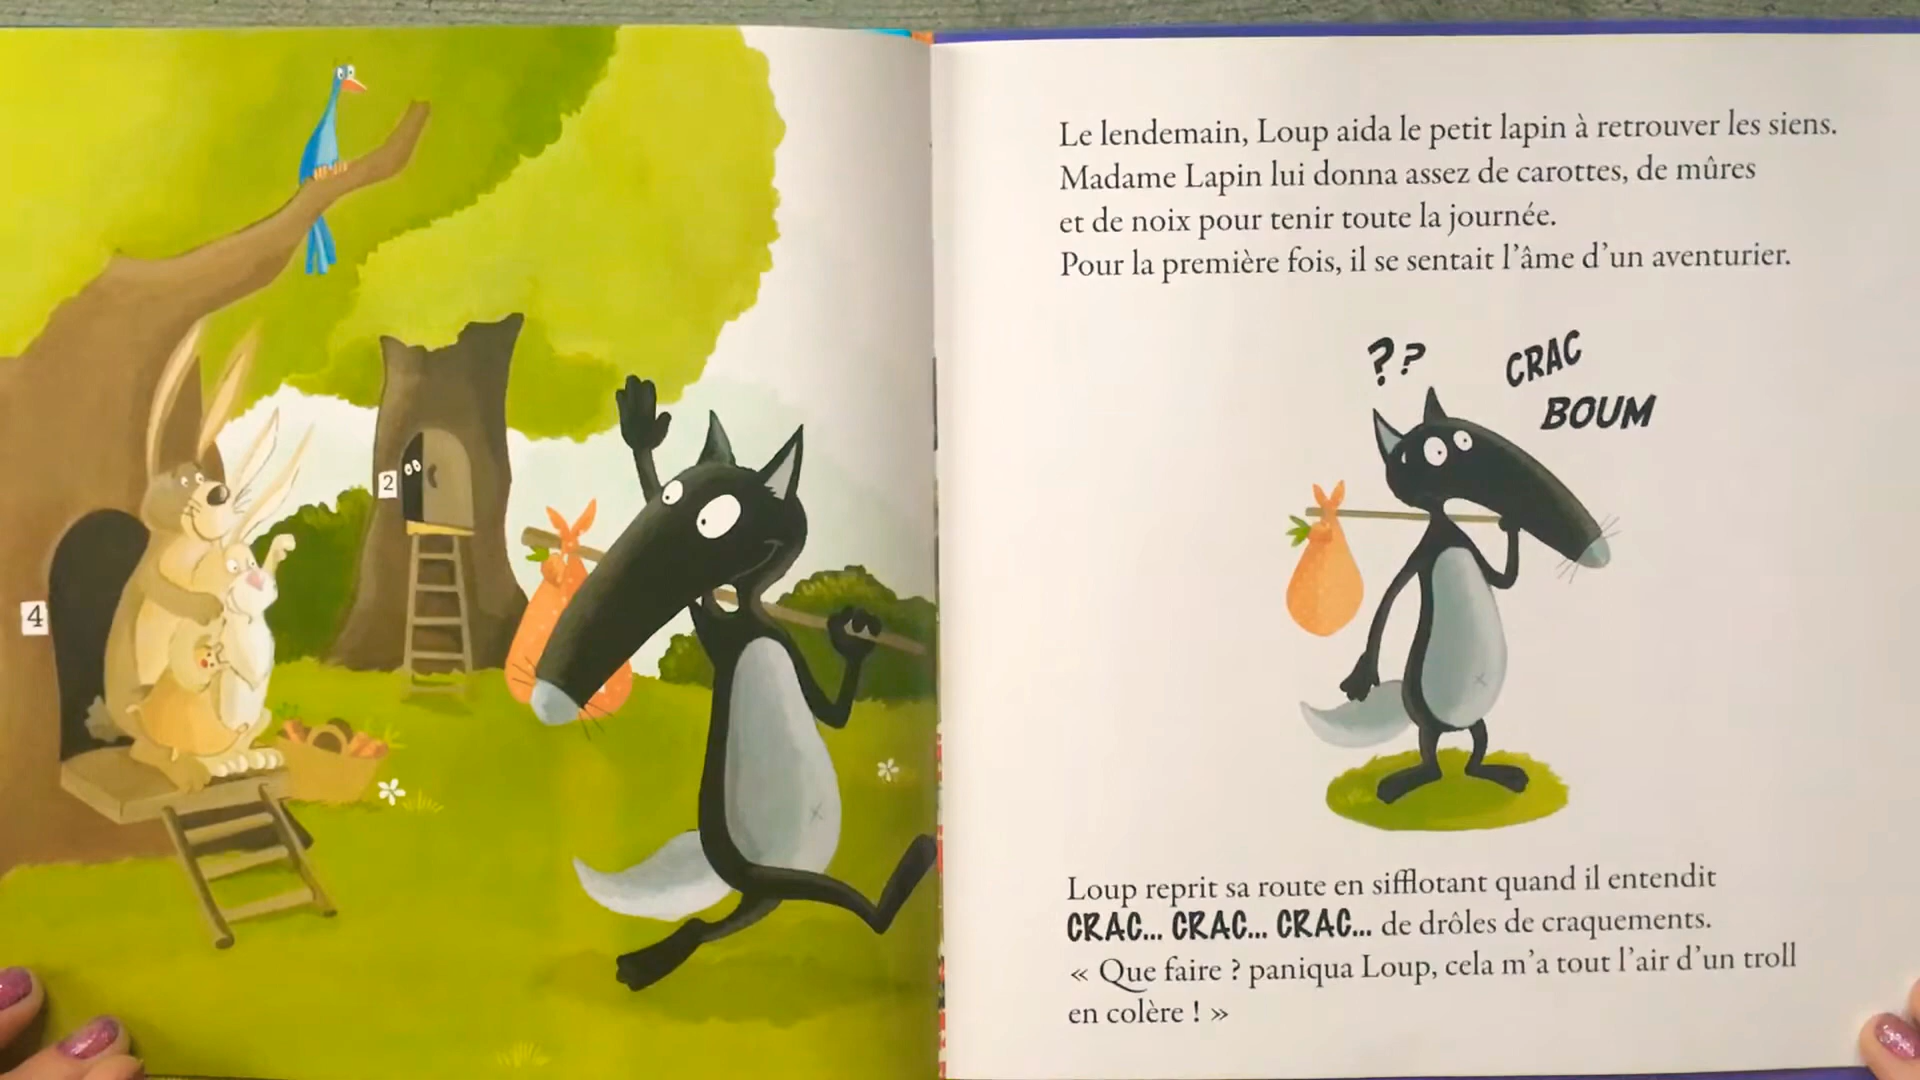 4
2
Le lendemain, Loup aida le petit lapin à retrouver les siens.
Madame Lapin lui donna assez de carottes, de mûres
et de noix pour tenir toute la journée.
Pour la première fois, il se sentait l'âme d'un aventurier.
? ?
CRAC
BOUM
Loup reprit sa route en sifflotant quand il entendit
CRAC... CRAC... CRAC... de drôles de craquements.
« Que faire ? paniqua Loup, cela m'a tout l'air d'un troll
en colère ! »